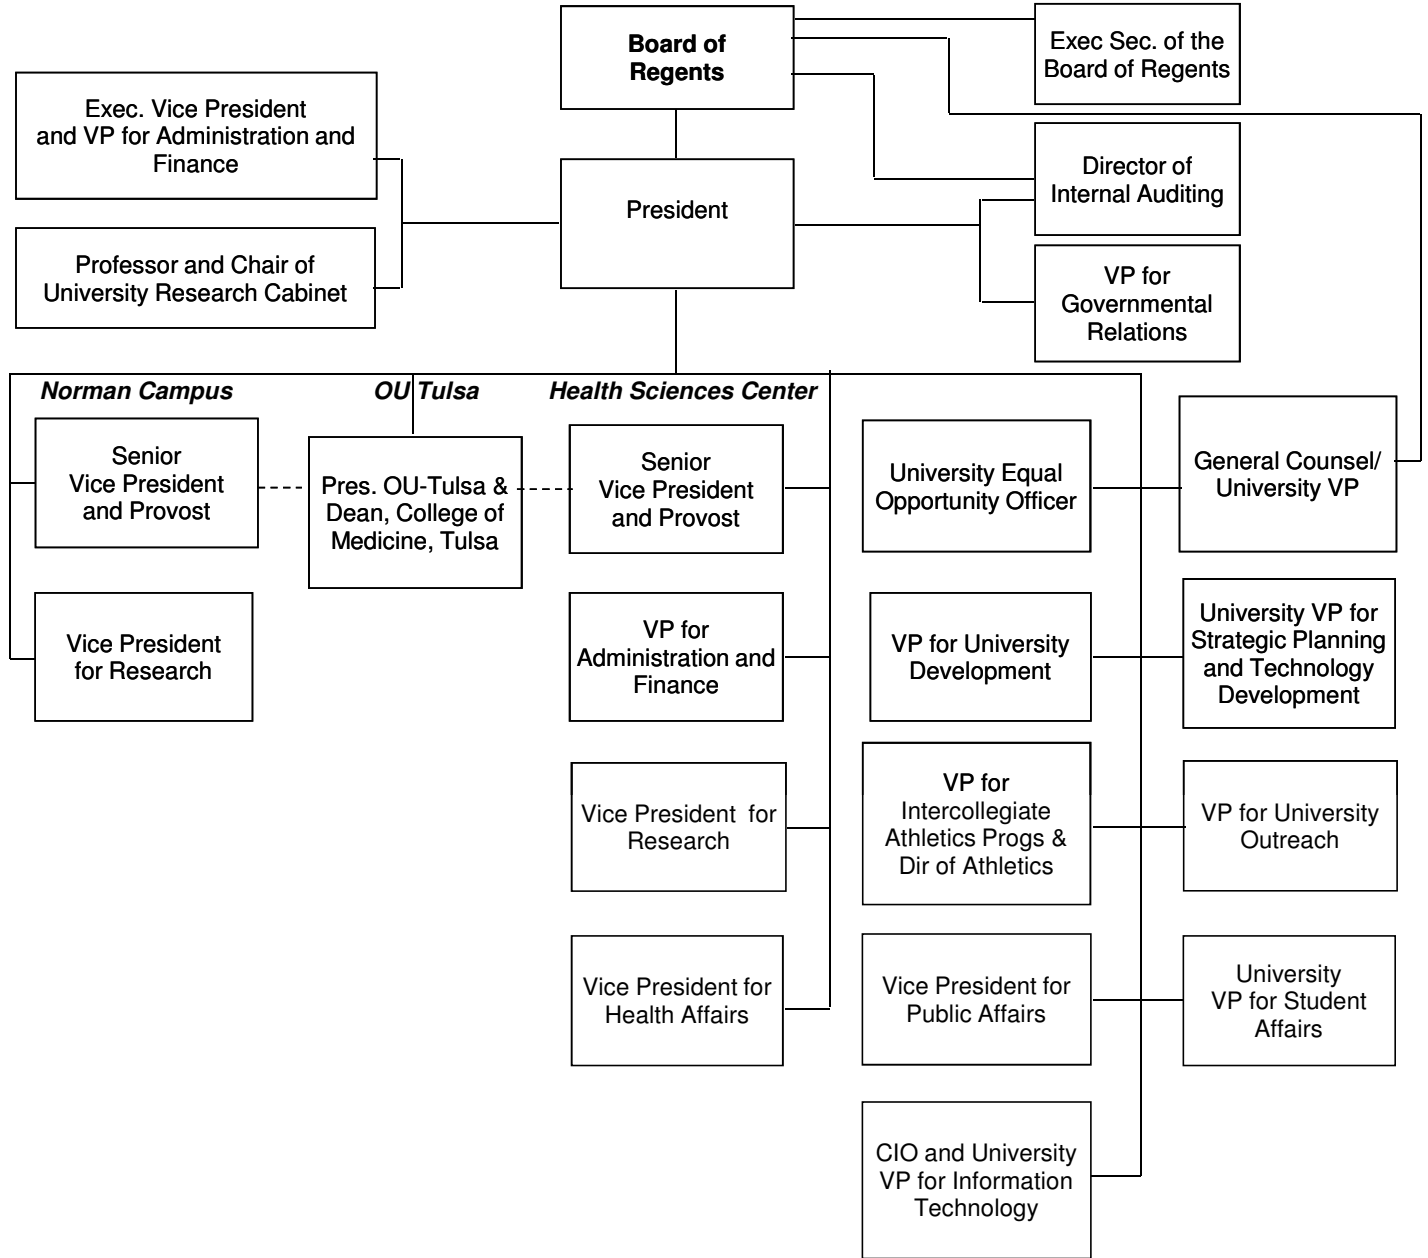 Board of
Regents
Exec Sec. of the
Board of Regents
Exec. Vice President
and VP for Administration and
Finance
President
Director of
Internal Auditing
Professor and Chair of
University Research Cabinet
VP for
Governmental
Relations
Norman Campus
OU Tulsa
Health Sciences Center
Senior
Vice President
and Provost
Pres. OU-Tulsa &
Dean, College of
Medicine, Tulsa
Senior
Vice President
and Provost
University Equal
Opportunity Officer
General Counsel/
University VP
Vice President
for Research
VP for
Administration and
Finance
VP for University
Development
University VP for
Strategic Planning
and Technology
Development
Vice President for
Research
VP for
Intercollegiate
Athletics Progs &
Dir of Athletics
VP for University
Outreach
Vice President for
Health Affairs
Vice President for
Public Affairs
University
VP for Student
Affairs
CIO and University
VP for Information
Technology